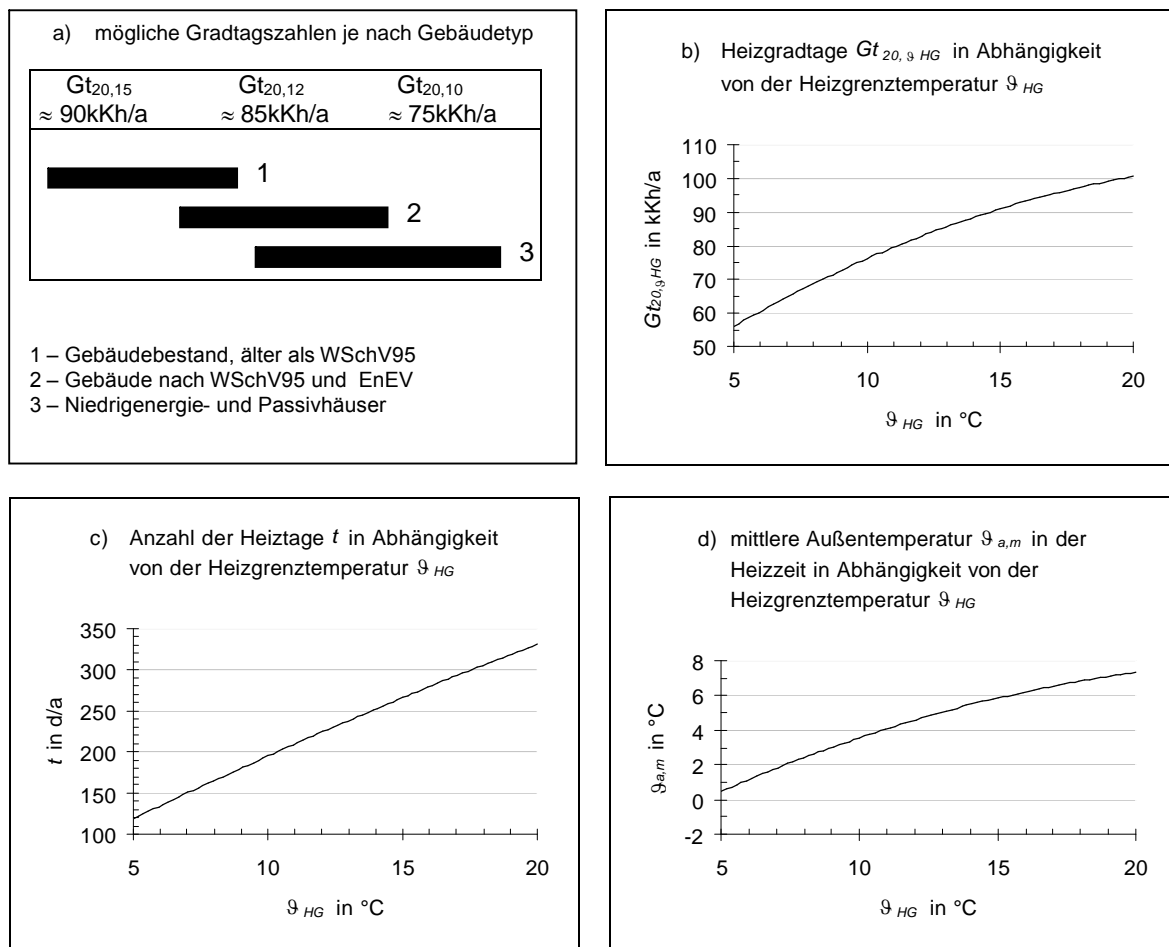 a) mögliche Gradtagszahlen je nach Gebäudetyp
Gt20,15 Gt20,12 Gt20,10
≈ 90kKh/a ≈ 85kKh/a ≈ 75kKh/a
1
2
3
1 – Gebäudebestand, älter als WSchV95
2 – Gebäude nach WSchV95 und EnEV
3 – Niedrigenergie- und Passivhäuser
b) Heizgradtage Gt 20, ϑ HG in Abhängigkeit
von der Heizgrenztemperatur ϑ HG
Gt20,ϑHG in kKh/a
110
100
90
80
70
60
50
5 10 15 20
ϑ HG in °C
c) Anzahl der Heiztage t in Abhängigkeit
von der Heizgrenztemperatur ϑ HG
t in d/a
350
300
250
200
150
100
5 10 15 20
ϑ HG in °C
d) mittlere Außentemperatur ϑ a,m in der
Heizzeit in Abhängigkeit von der
Heizgrenztemperatur ϑ HG
ϑa,m in °C
8
6
4
2
0
-2
5 10 15 20
ϑ HG in °C